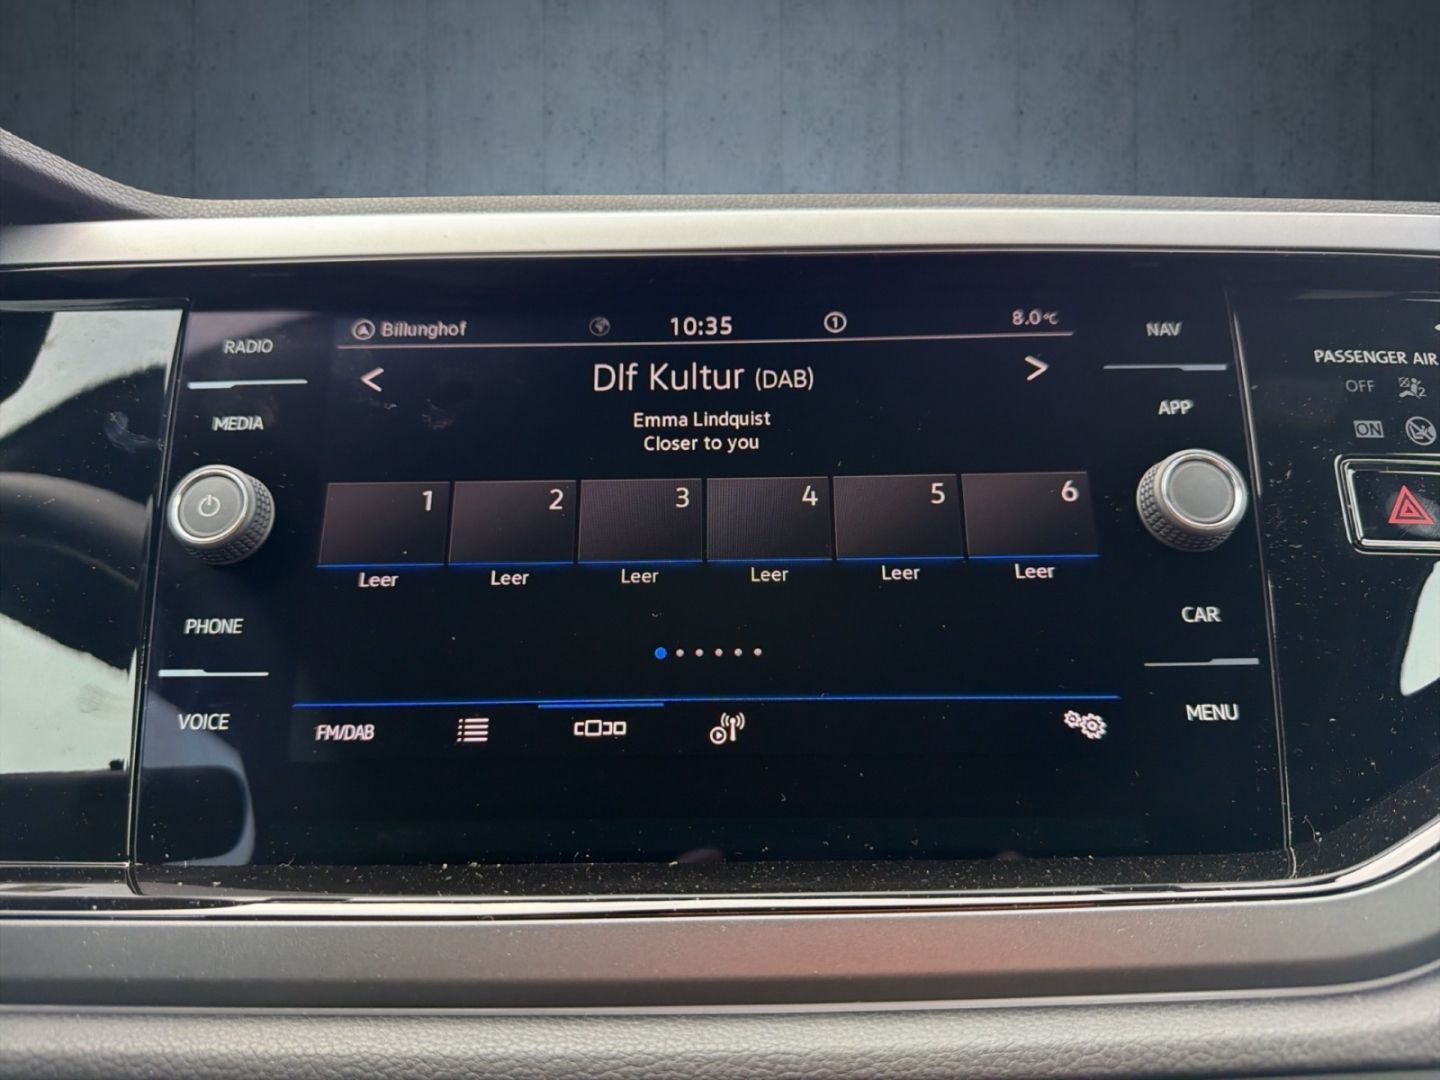 Billunghof
10:35
1
8.0°C
Dlf Kultur (DAB)
Emma Lindquist
Closer to you
1 2 3 4 5 6
Leer Leer Leer Leer Leer Leer
FM/DAB
RADIO
MEDIA
PHONE
VOICE
NAV
APP
CAR
MENU
PASSENGER AIR
OFF
2
ON